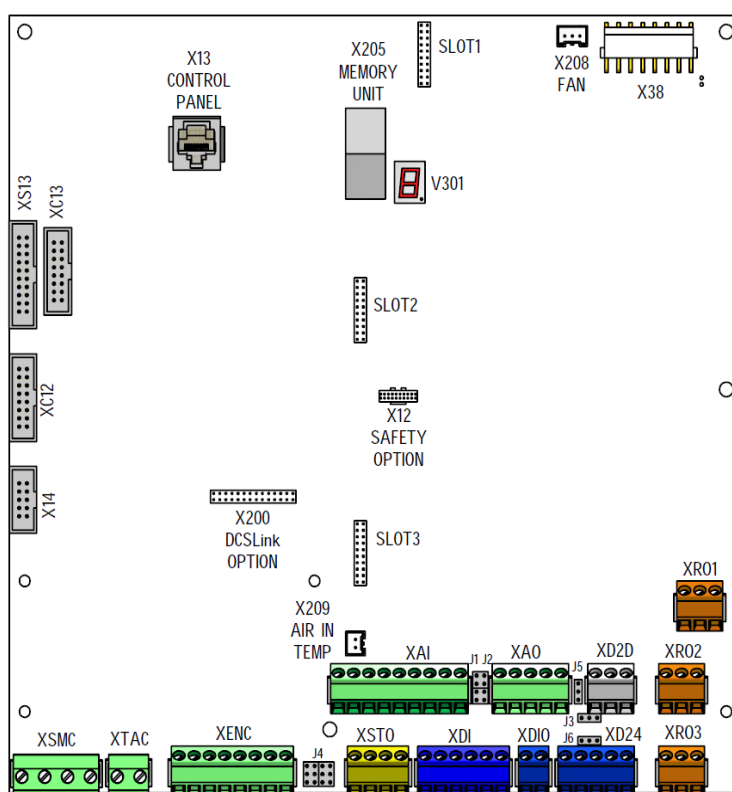 X13
CONTROL
PANEL
X205
MEMORY
UNIT
SLOT1
X208
FAN
X38
V301
XS13
XC13
SLOT2
XC12
X12
SAFETY
OPTION
X14
X200
DCSLink
OPTION
SLOT3
XRO1
X209
AIR IN
TEMP
XAI
J1 J2
XAO
J5
XD2D
XRO2
J3
XSMC
XTAC
XENC
J4
XSTO
XDI
XDIO
J6
XD24
XRO3